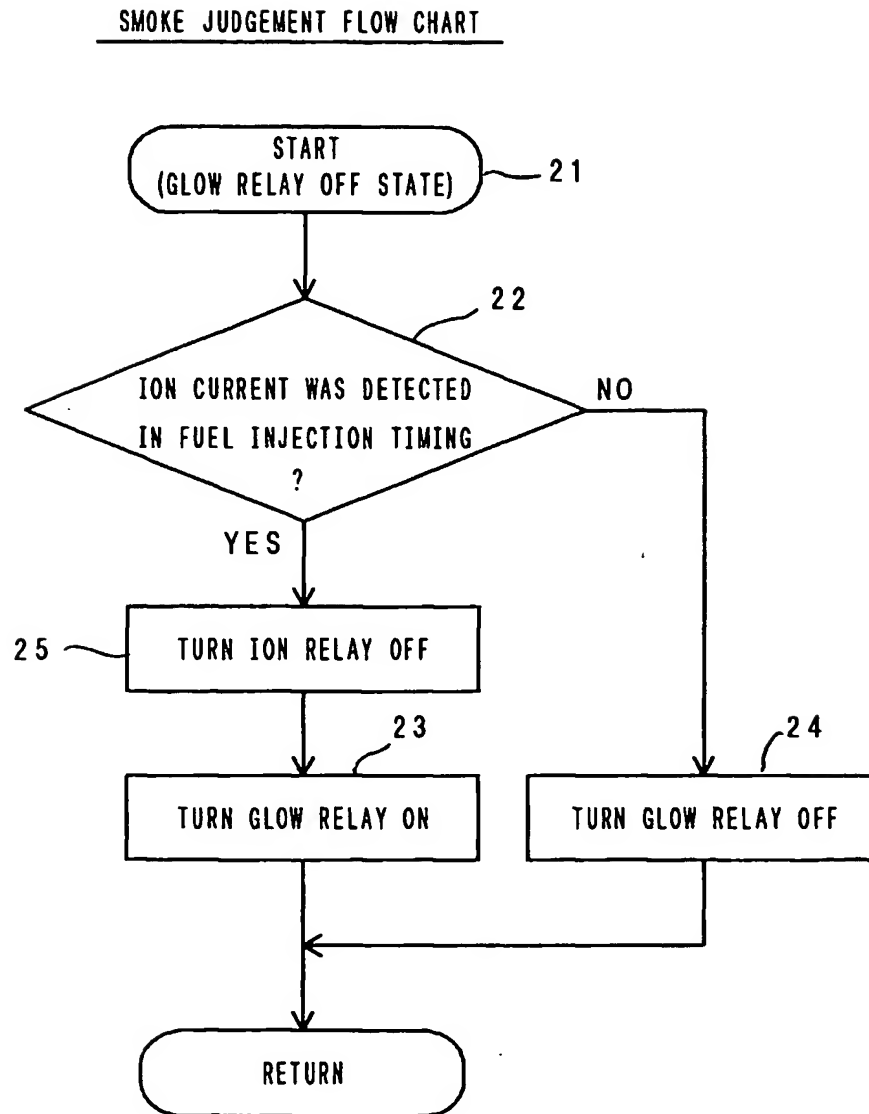 SMOKE JUDGEMENT FLOW CHART
START
(GLOW RELAY OFF STATE)
21
22
ION CURRENT WAS DETECTED
IN FUEL INJECTION TIMING
?
NO
YES
25
TURN ION RELAY OFF
23
TURN GLOW RELAY ON
24
TURN GLOW RELAY OFF
RETURN